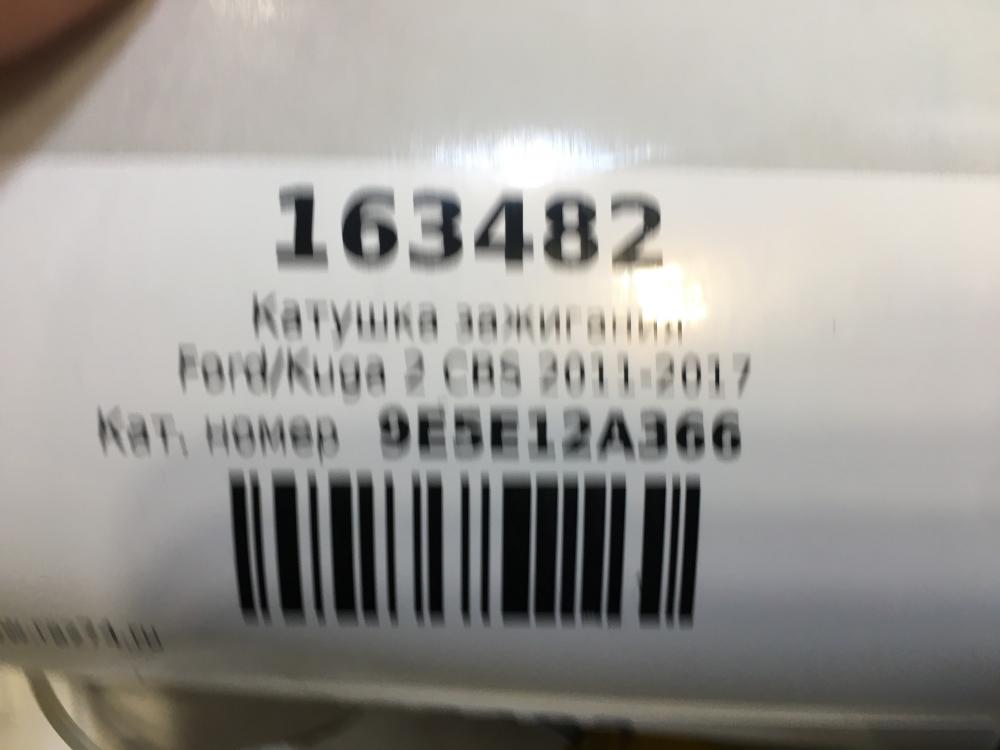 163482
Катушка зажигания
Ford/Kuga 2 CBS 2011-2017
Кат. номер 9E5E12A366